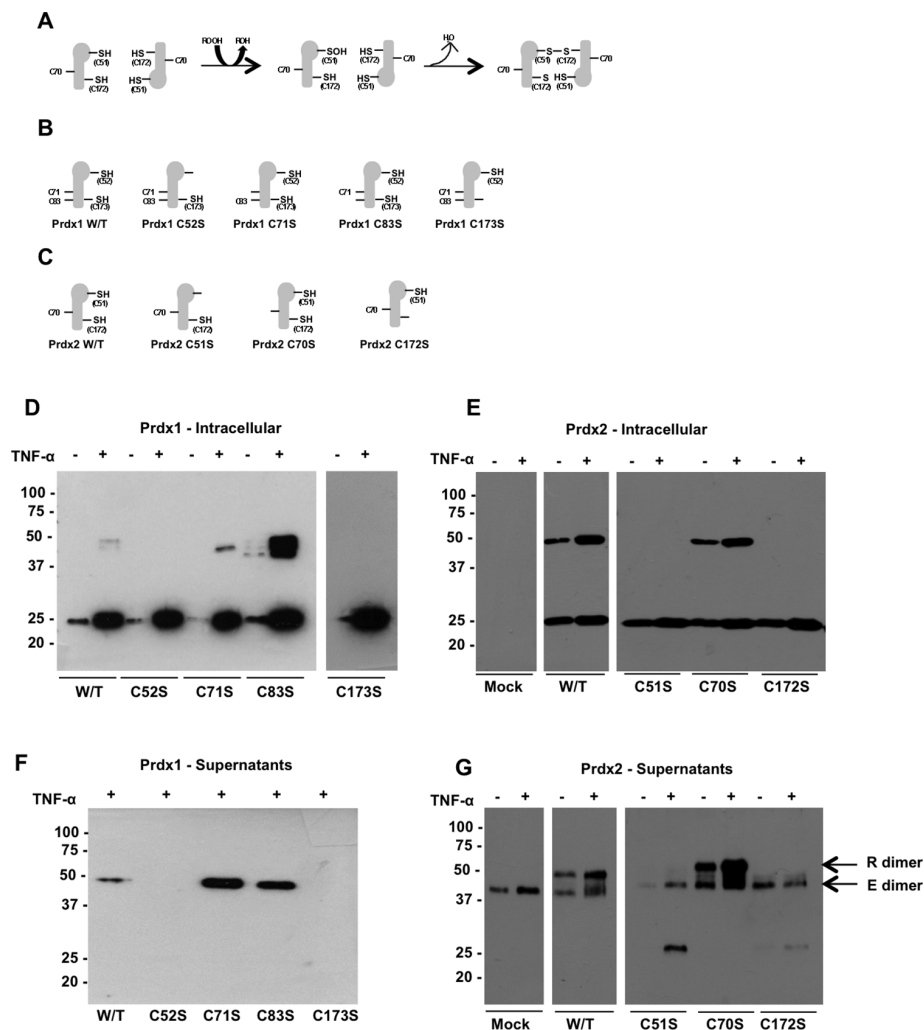 A
ROOH ROH H2O
SH (C51) HS (C172) C70 C70 SH (C172) HS (C51)
SOH (C51) HS (C172) C70 C70 SH (C172) HS (C51)
S S (C51) (C172) C70 C70 S (C172) HS (C51)
B
SH (C52) C71 C83 SH (C173)
C71 C83 SH (C173)
SH (C52) C83 SH (C173)
SH (C52) C71 SH (C173)
SH (C52) C71 C83
Prdx1 W/T Prdx1 C52S Prdx1 C71S Prdx1 C83S Prdx1 C173S
C
SH (C51) C70 SH (C172)
C70 SH (C172)
SH (C51) SH (C172)
SH (C51) C70
Prdx2 W/T Prdx2 C51S Prdx2 C70S Prdx2 C172S
D
Prdx1 - Intracellular
TNF-α - + - + - + - + - +
100 -
75 -
50 -
37 -
25 -
20 -
W/T C52S C71S C83S C173S
E
Prdx2 - Intracellular
TNF-α - + - + - + - + - +
100 -
75 -
50 -
37 -
25 -
20 -
Mock W/T C51S C70S C172S
F
Prdx1 - Supernatants
TNF-α + + + + +
100 -
75 -
50 -
37 -
25 -
20 -
W/T C52S C71S C83S C173S
G
Prdx2 - Supernatants
TNF-α - + - + - + - + - +
100 -
75 -
50 -
37 -
25 -
20 -
R dimer
E dimer
Mock W/T C51S C70S C172S